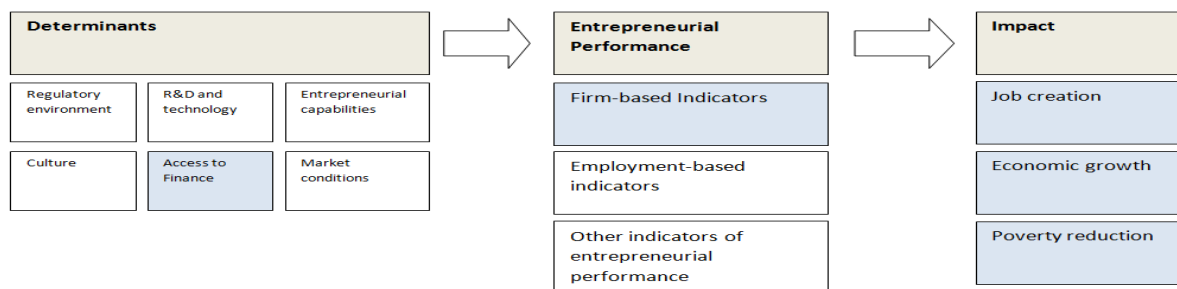 Determinants
Entrepreneurial
Performance
Impact
Regulatory
environment
R&D and
technology
Entrepreneurial
capabilities
Culture
Access to
Finance
Market
conditions
Firm-based Indicators
Employment-based
indicators
Other indicators of
entrepreneurial
performance
Job creation
Economic growth
Poverty reduction